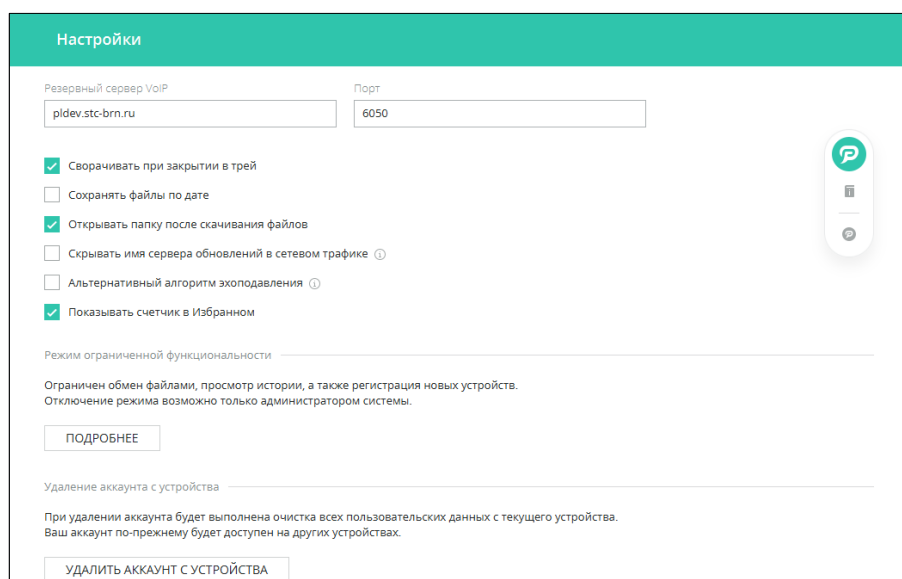 Настройки
Резервный сервер VoIP Порт
pldev.stc-brn.ru 6050
Сворачивать при закрытии в трей
Сохранять файлы по дате
Открывать папку после скачивания файлов
Скрывать имя сервера обновлений в сетевом трафике
Альтернативный алгоритм эхоподавления
Показывать счетчик в Избранном
Режим ограниченной функциональности
Ограничен обмен файлами, просмотр истории, а также регистрация новых устройств.
Отключение режима возможно только администратором системы.
ПОДРОБНЕЕ
Удаление аккаунта с устройства
При удалении аккаунта будет выполнена очистка всех пользовательских данных с текущего устройства.
Ваш аккаунт по-прежнему будет доступен на других устройствах.
УДАЛИТЬ АККАУНТ С УСТРОЙСТВА